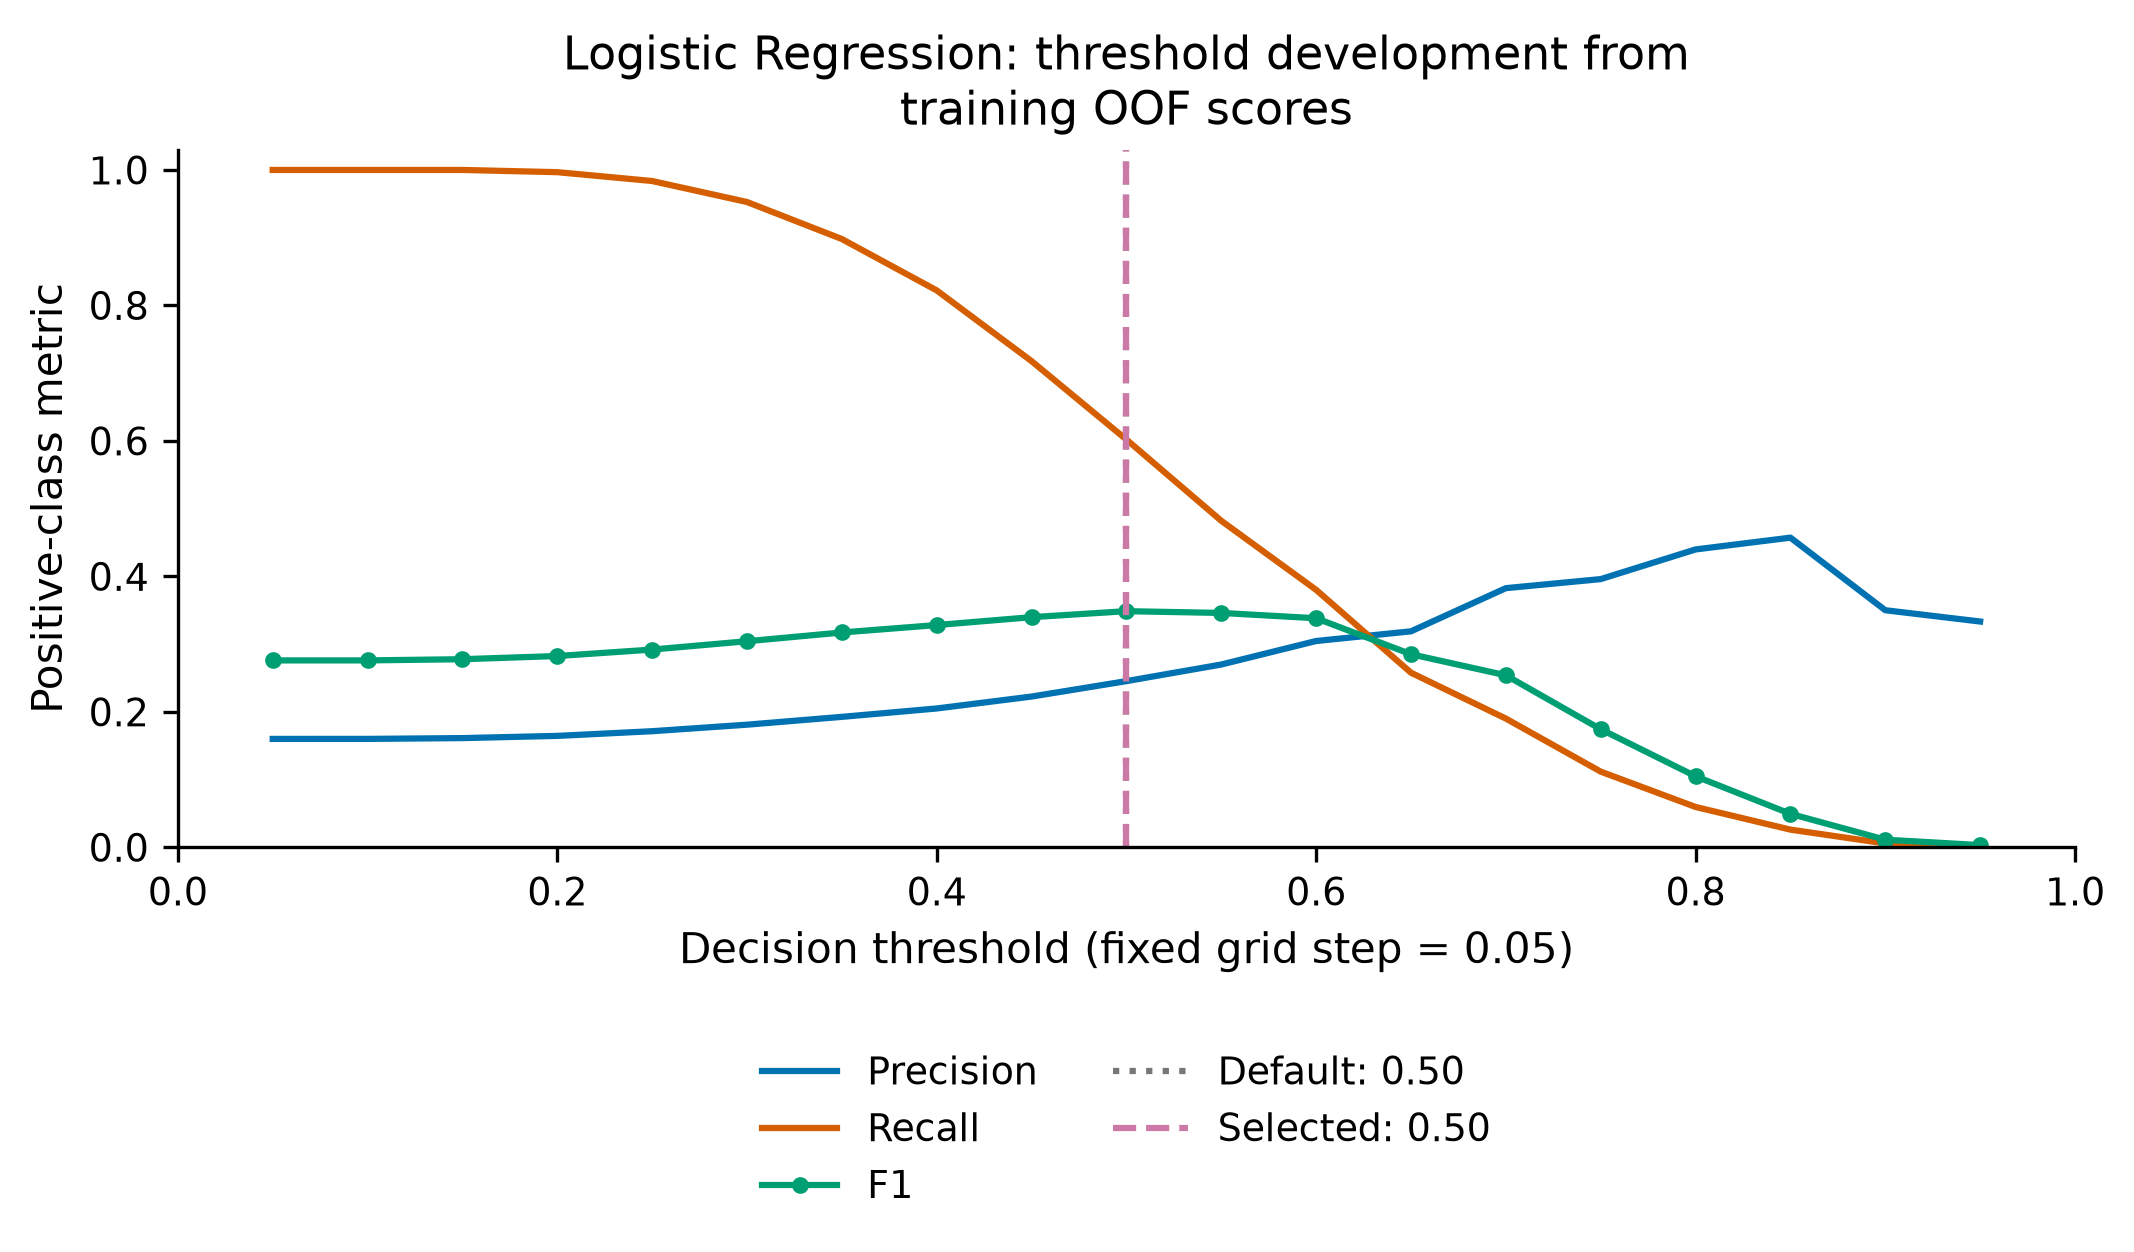 Logistic Regression: threshold development from
training OOF scores
Positive-class metric
1.0
0.8
0.6
0.4
0.2
0.0
0.0 0.2 0.4 0.6 0.8 1.0
Decision threshold (fixed grid step = 0.05)
Precision
Recall
F1
Default: 0.50
Selected: 0.50